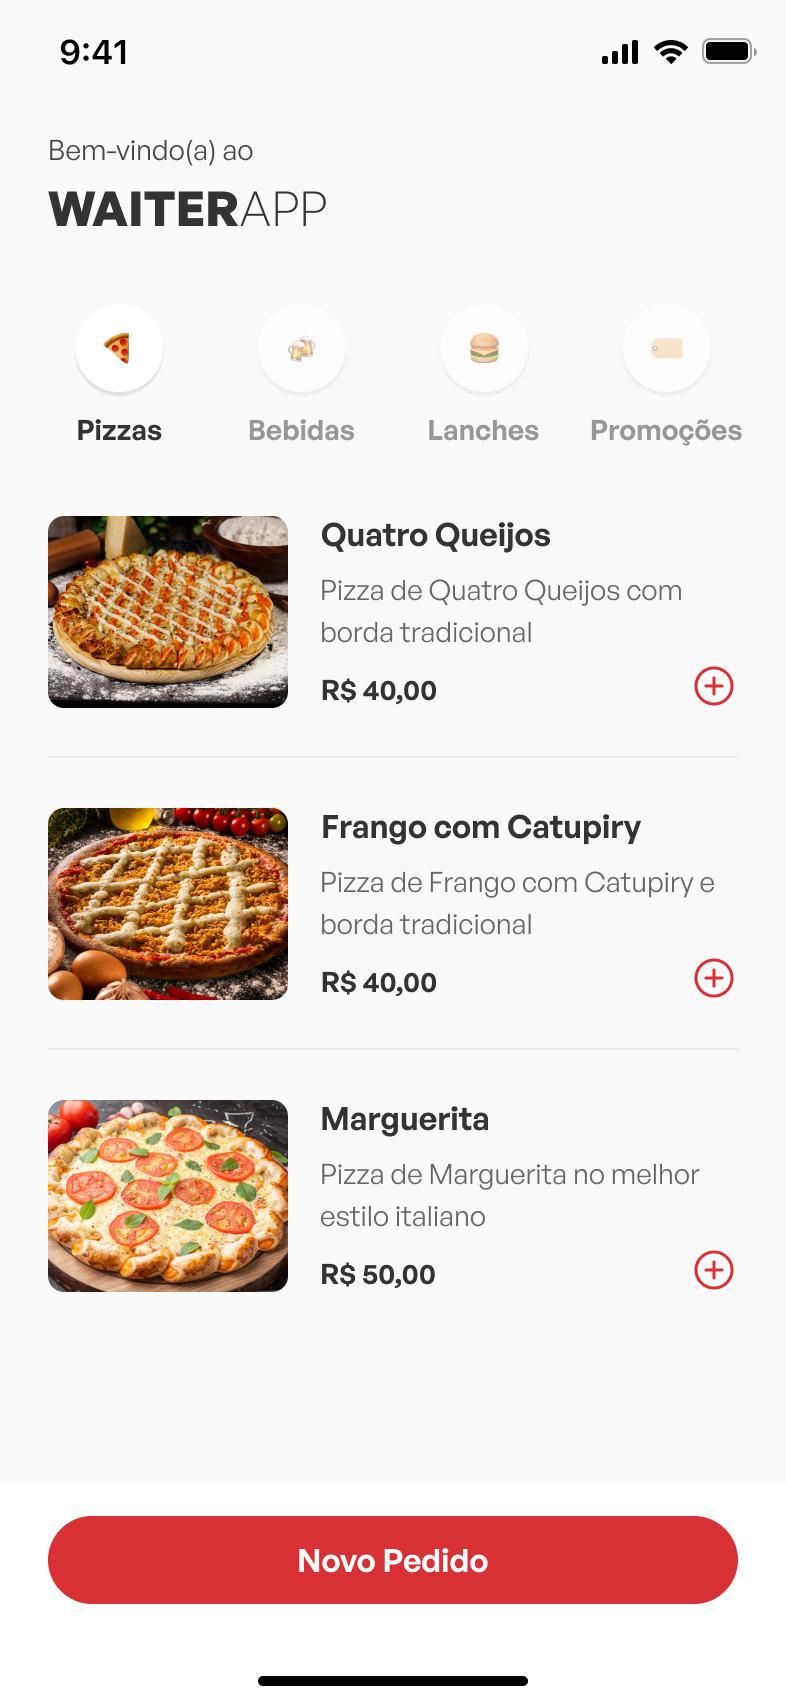 9:41
Bem-vindo(a) ao
WAITERAPP
Pizzas
Bebidas
Lanches
Promoções
Quatro Queijos
Pizza de Quatro Queijos com
borda tradicional
R$ 40,00
Frango com Catupiry
Pizza de Frango com Catupiry e
borda tradicional
R$ 40,00
Marguerita
Pizza de Marguerita no melhor
estilo italiano
R$ 50,00
Novo Pedido